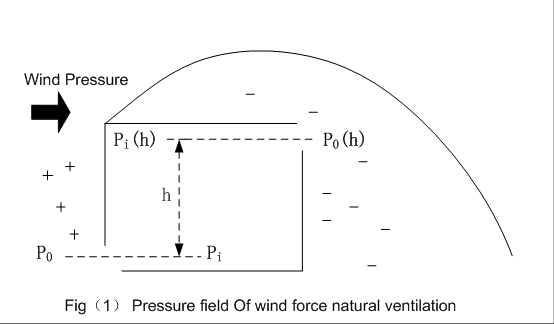 Wind Pressure
Pi(h) P0(h)
h
P0 Pi
Fig（1） Pressure field Of wind force natural ventilation